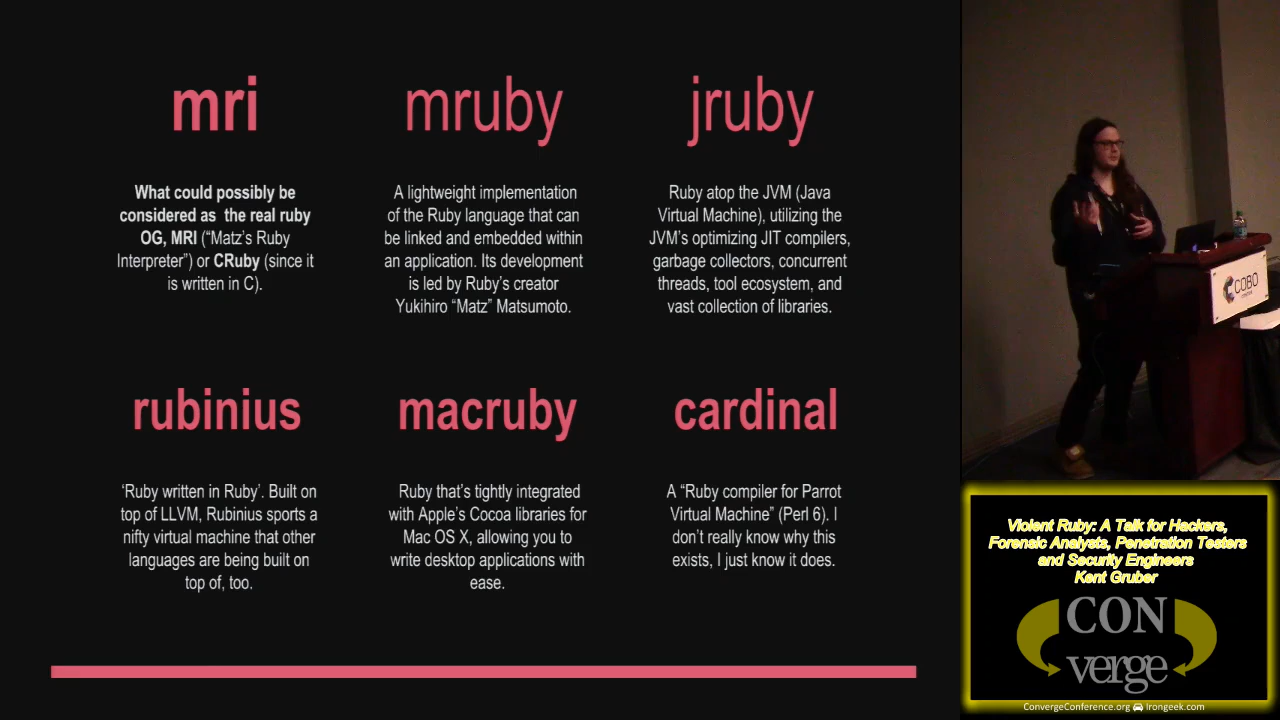 mri
What could possibly be
considered as the real ruby
OG, MRI (“Matz’s Ruby
Interpreter”) or CRuby (since it
is written in C).
mruby
A lightweight implementation
of the Ruby language that can
be linked and embedded within
an application. Its development
is led by Ruby’s creator
Yukihiro “Matz” Matsumoto.
jruby
Ruby atop the JVM (Java
Virtual Machine), utilizing the
JVM’s optimizing JIT compilers,
garbage collectors, concurrent
threads, tool ecosystem, and
vast collection of libraries.
rubinius
‘Ruby written in Ruby’. Built on
top of LLVM, Rubinius sports a
nifty virtual machine that other
languages are being built on
top of, too.
macruby
Ruby that’s tightly integrated
with Apple’s Cocoa libraries for
Mac OS X, allowing you to
write desktop applications with
ease.
cardinal
A “Ruby compiler for Parrot
Virtual Machine” (Perl 6). I
don’t really know why this
exists, I just know it does.
COBO
Violent Ruby: A Talk for Hackers,
Forensic Analysts, Penetration Testers
and Security Engineers
Kent Gruber
CON
verge
ConvergeConference.org Irongeek.com